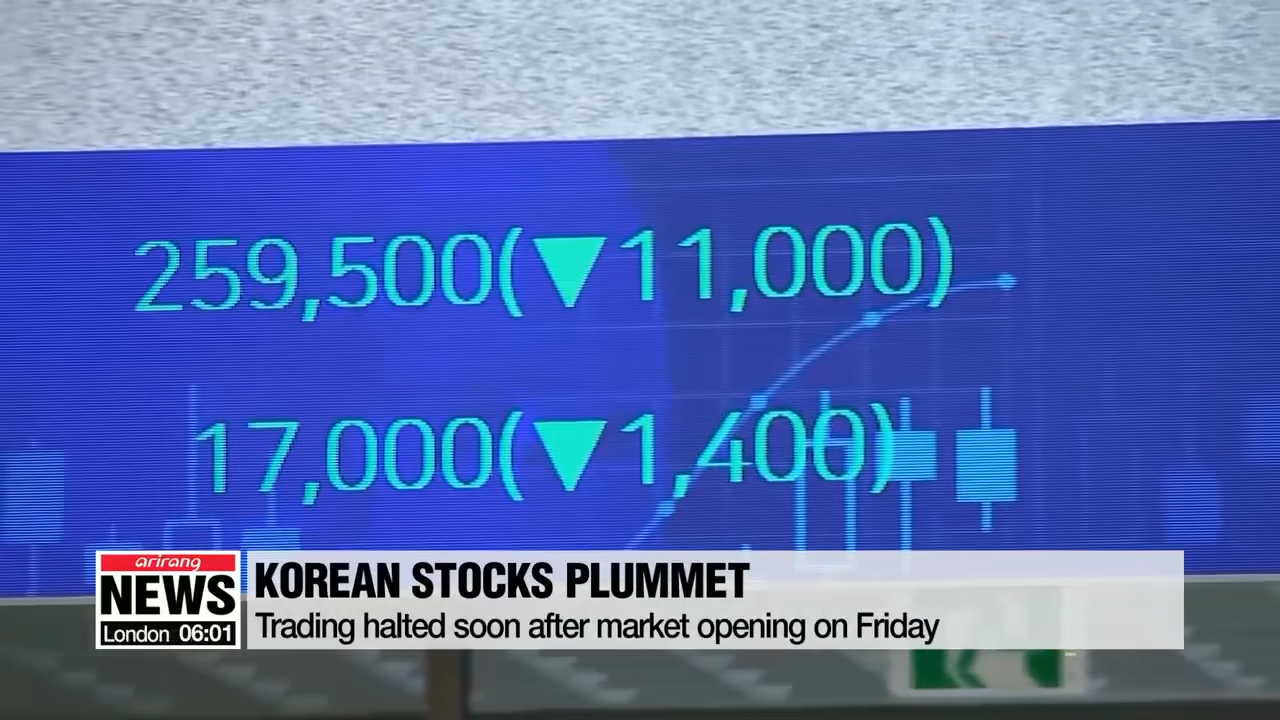 259,500(▼11,000)
17,000(▼1,400)
arirang
NEWS
London 06:01
KOREAN STOCKS PLUMMET
Trading halted soon after market opening on Friday